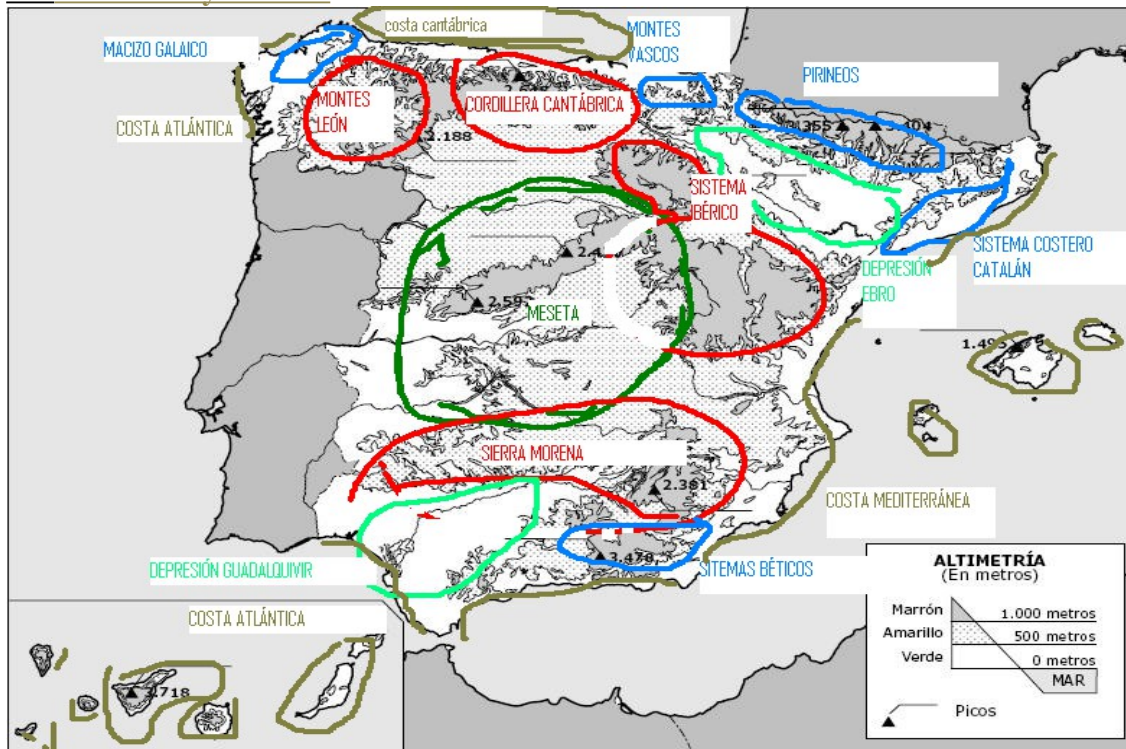 costa cantábrica
MACIZO GALAICO
MONTES
VASCOS
PIRINEOS
MONTES
LEÓN
CORDILLERA CANTÁBRICA
COSTA ATLÁNTICA
2.188
SISTEMA
IBÉRICO
SISTEMA COSTERO
CATALÁN
DEPRESIÓN
EBRO
MESETA
SIERRA MORENA
2.381
COSTA MEDITERRÁNEA
3.478
DEPRESIÓN GUADALQUIVIR
SITEMAS BÉTICOS
COSTA ATLÁNTICA
3.718
ALTIMETRÍA
(En metros)
Marrón 1.000 metros
Amarillo 500 metros
Verde 0 metros
MAR
Picos